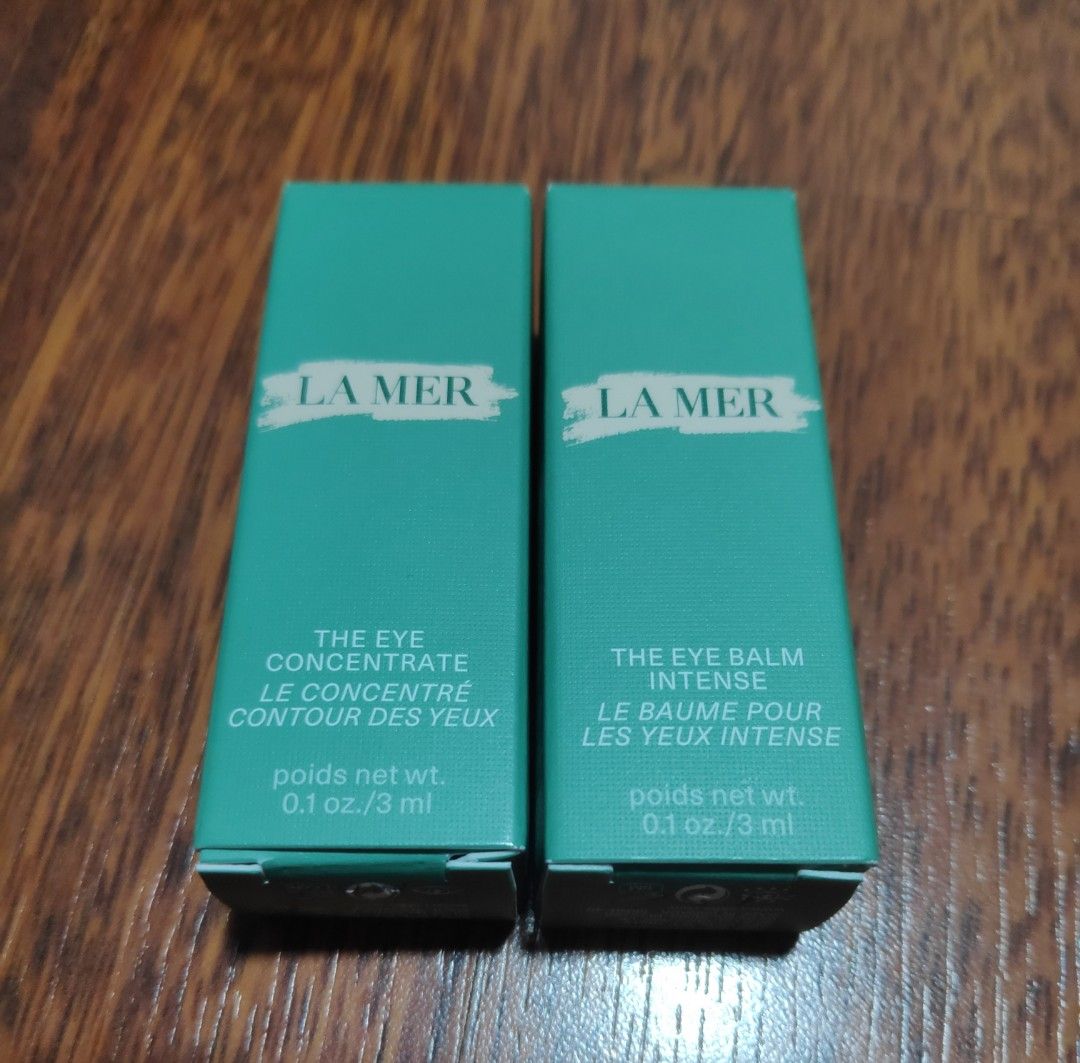 LA MER
THE EYE
CONCENTRATE
LE CONCENTRÉ
CONTOUR DES YEUX
poids net wt.
0.1 oz./3 ml
LA MER
THE EYE BALM
INTENSE
LE BAUME POUR
LES YEUX INTENSE
poids net wt.
0.1 oz./3 ml